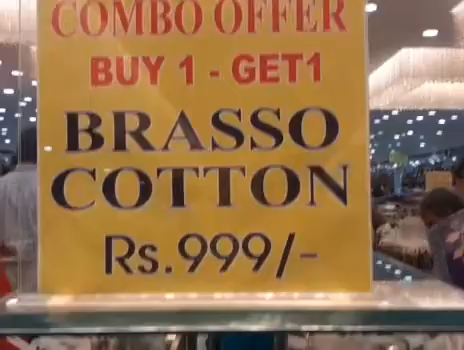 COMBO OFFER
BUY 1 - GET1
BRASSO
COTTON
Rs.999/-